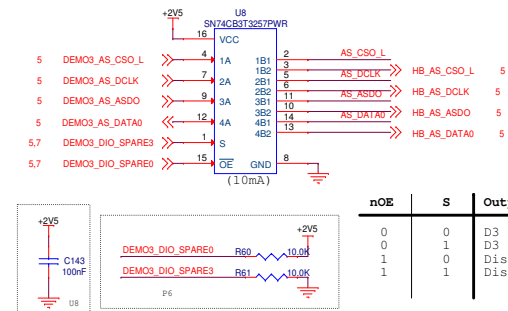 U8
+2V5
SN74CB3T3257PWR
16 VCC
5 DEMO3_AS_CSO_L 4 1A 1B1 2 AS_CSO_L
1B2 3 HB_AS_CSO_L 5
5 DEMO3_AS_DCLK 7 2A 2B1 5 AS_DCLK
2B2 6 HB_AS_DCLK 5
5 DEMO3_AS_ASDO 9 3A 3B1 11 AS_ASDO
3B2 10 HB_AS_ASDO 5
5 DEMO3_AS_DATA0 12 4A 4B1 14 AS_DATA0
4B2 13 HB_AS_DATA0 5
5,7 DEMO3_DIO_SPARE3 1 S
5,7 DEMO3_DIO_SPARE0 15 OE GND 8
(10mA)
nOE S Out
0 0 D3
0 1 D3
1 0 Dis
1 1 Dis
+2V5
C143
100nF
U8
+2V5
DEMO3_DIO_SPARE0 R60 10.0K
DEMO3_DIO_SPARE3 R61 10.0K
P6